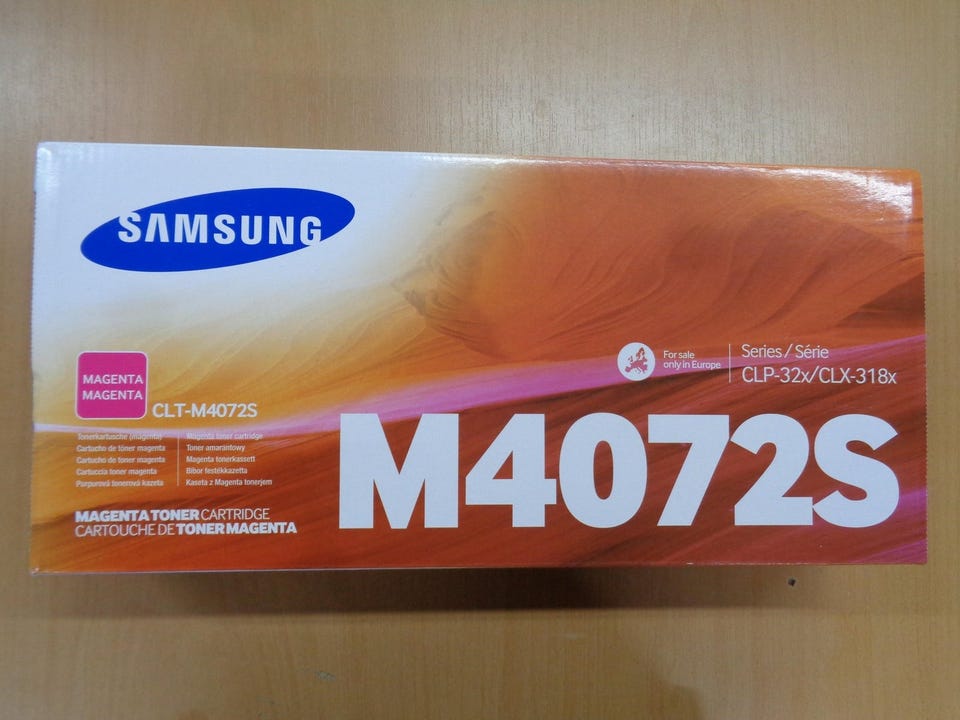 SAMSUNG
For sale
only in Europe
Series / Série
CLP-32x/CLX-318x
MAGENTA
MAGENTA
CLT-M4072S
M4072S
Tonerkartusche (magenta)
Cartucho de tóner magenta
Cartucho de toner magenta
Cartuccia toner magenta
Purpurová tonerová kazeta
Magenta toner cartridge
Toner amarantowy
Magenta tonerkassett
Bíbor festékkazetta
Kaseta z Magenta tonerjem
MAGENTA TONER CARTRIDGE
CARTOUCHE DE TONER MAGENTA